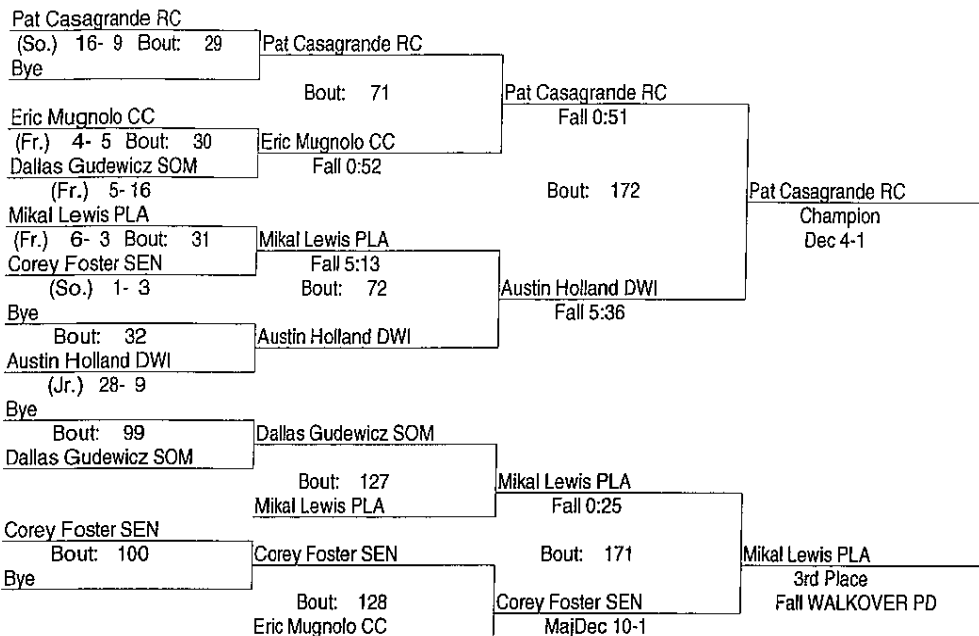 Pat Casagrande RC
(So.) 16- 9 Bout: 29
Bye
Pat Casagrande RC
Bout: 71
Eric Mugnolo CC
(Fr.) 4- 5 Bout: 30
Dallas Gudewicz SOM
(Fr.) 5- 16
Eric Mugnolo CC
Fall 0:52
Pat Casagrande RC
Fall 0:51
Bout: 172
Pat Casagrande RC
Champion
Dec 4-1
Mikal Lewis PLA
(Fr.) 6- 3 Bout: 31
Corey Foster SEN
(So.) 1- 3
Mikal Lewis PLA
Fall 5:13
Bout: 72
Bye
Bout: 32
Austin Holland DWI
(Jr.) 28- 9
Austin Holland DWI
Austin Holland DWI
Fall 5:36
Bye
Bout: 99
Dallas Gudewicz SOM
Dallas Gudewicz SOM
Bout: 127
Mikal Lewis PLA
Mikal Lewis PLA
Fall 0:25
Bout: 171
Corey Foster SEN
Bout: 100
Bye
Corey Foster SEN
Bout: 128
Eric Mugnolo CC
Corey Foster SEN
MajDec 10-1
Mikal Lewis PLA
3rd Place
Fall WALKOVER PD